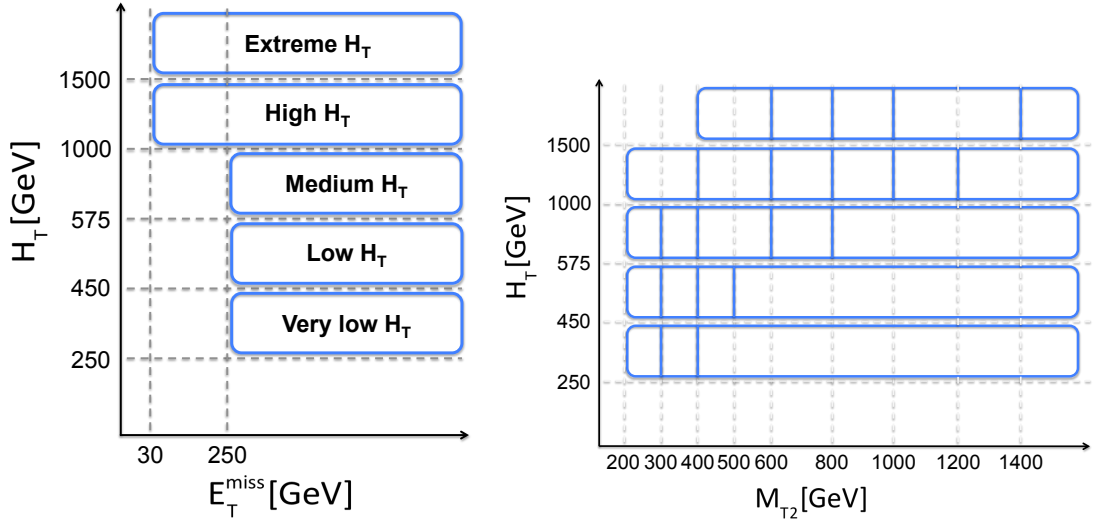 Extreme H_T
1500
High H_T
1000
Medium H_T
575
Low H_T
450
Very low H_T
250
H_T [GeV]
30 250
E_T^miss [GeV]
1500
1000
575
450
250
H_T [GeV]
200 300 400 500 600 800 1000 1200 1400
M_T2 [GeV]